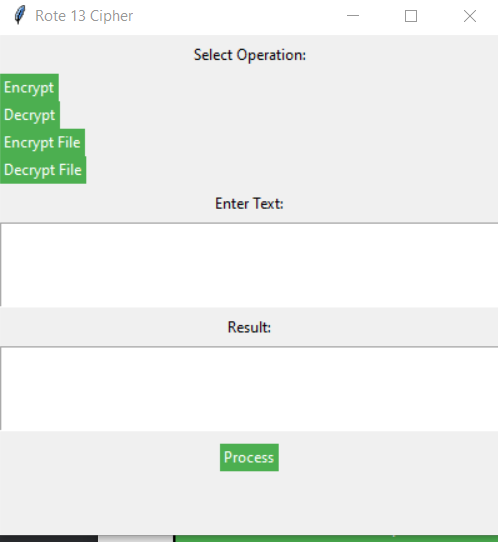 Rote 13 Cipher
Select Operation:
Encrypt
Decrypt
Encrypt File
Decrypt File
Enter Text:
Result:
Process